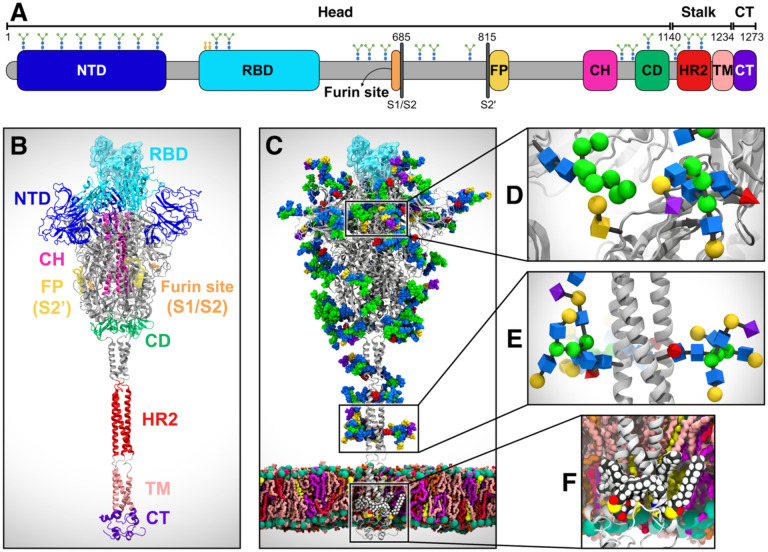 A
Head
Stalk
CT
1
685
815
1140
1234
1273
NTD
RBD
FP
CH
CD
HR2
TM
CT
Furin site
S1/S2
S2'
B
RBD
NTD
CH
FP
(S2')
Furin site
(S1/S2)
CD
HR2
TM
CT
C
D
E
F